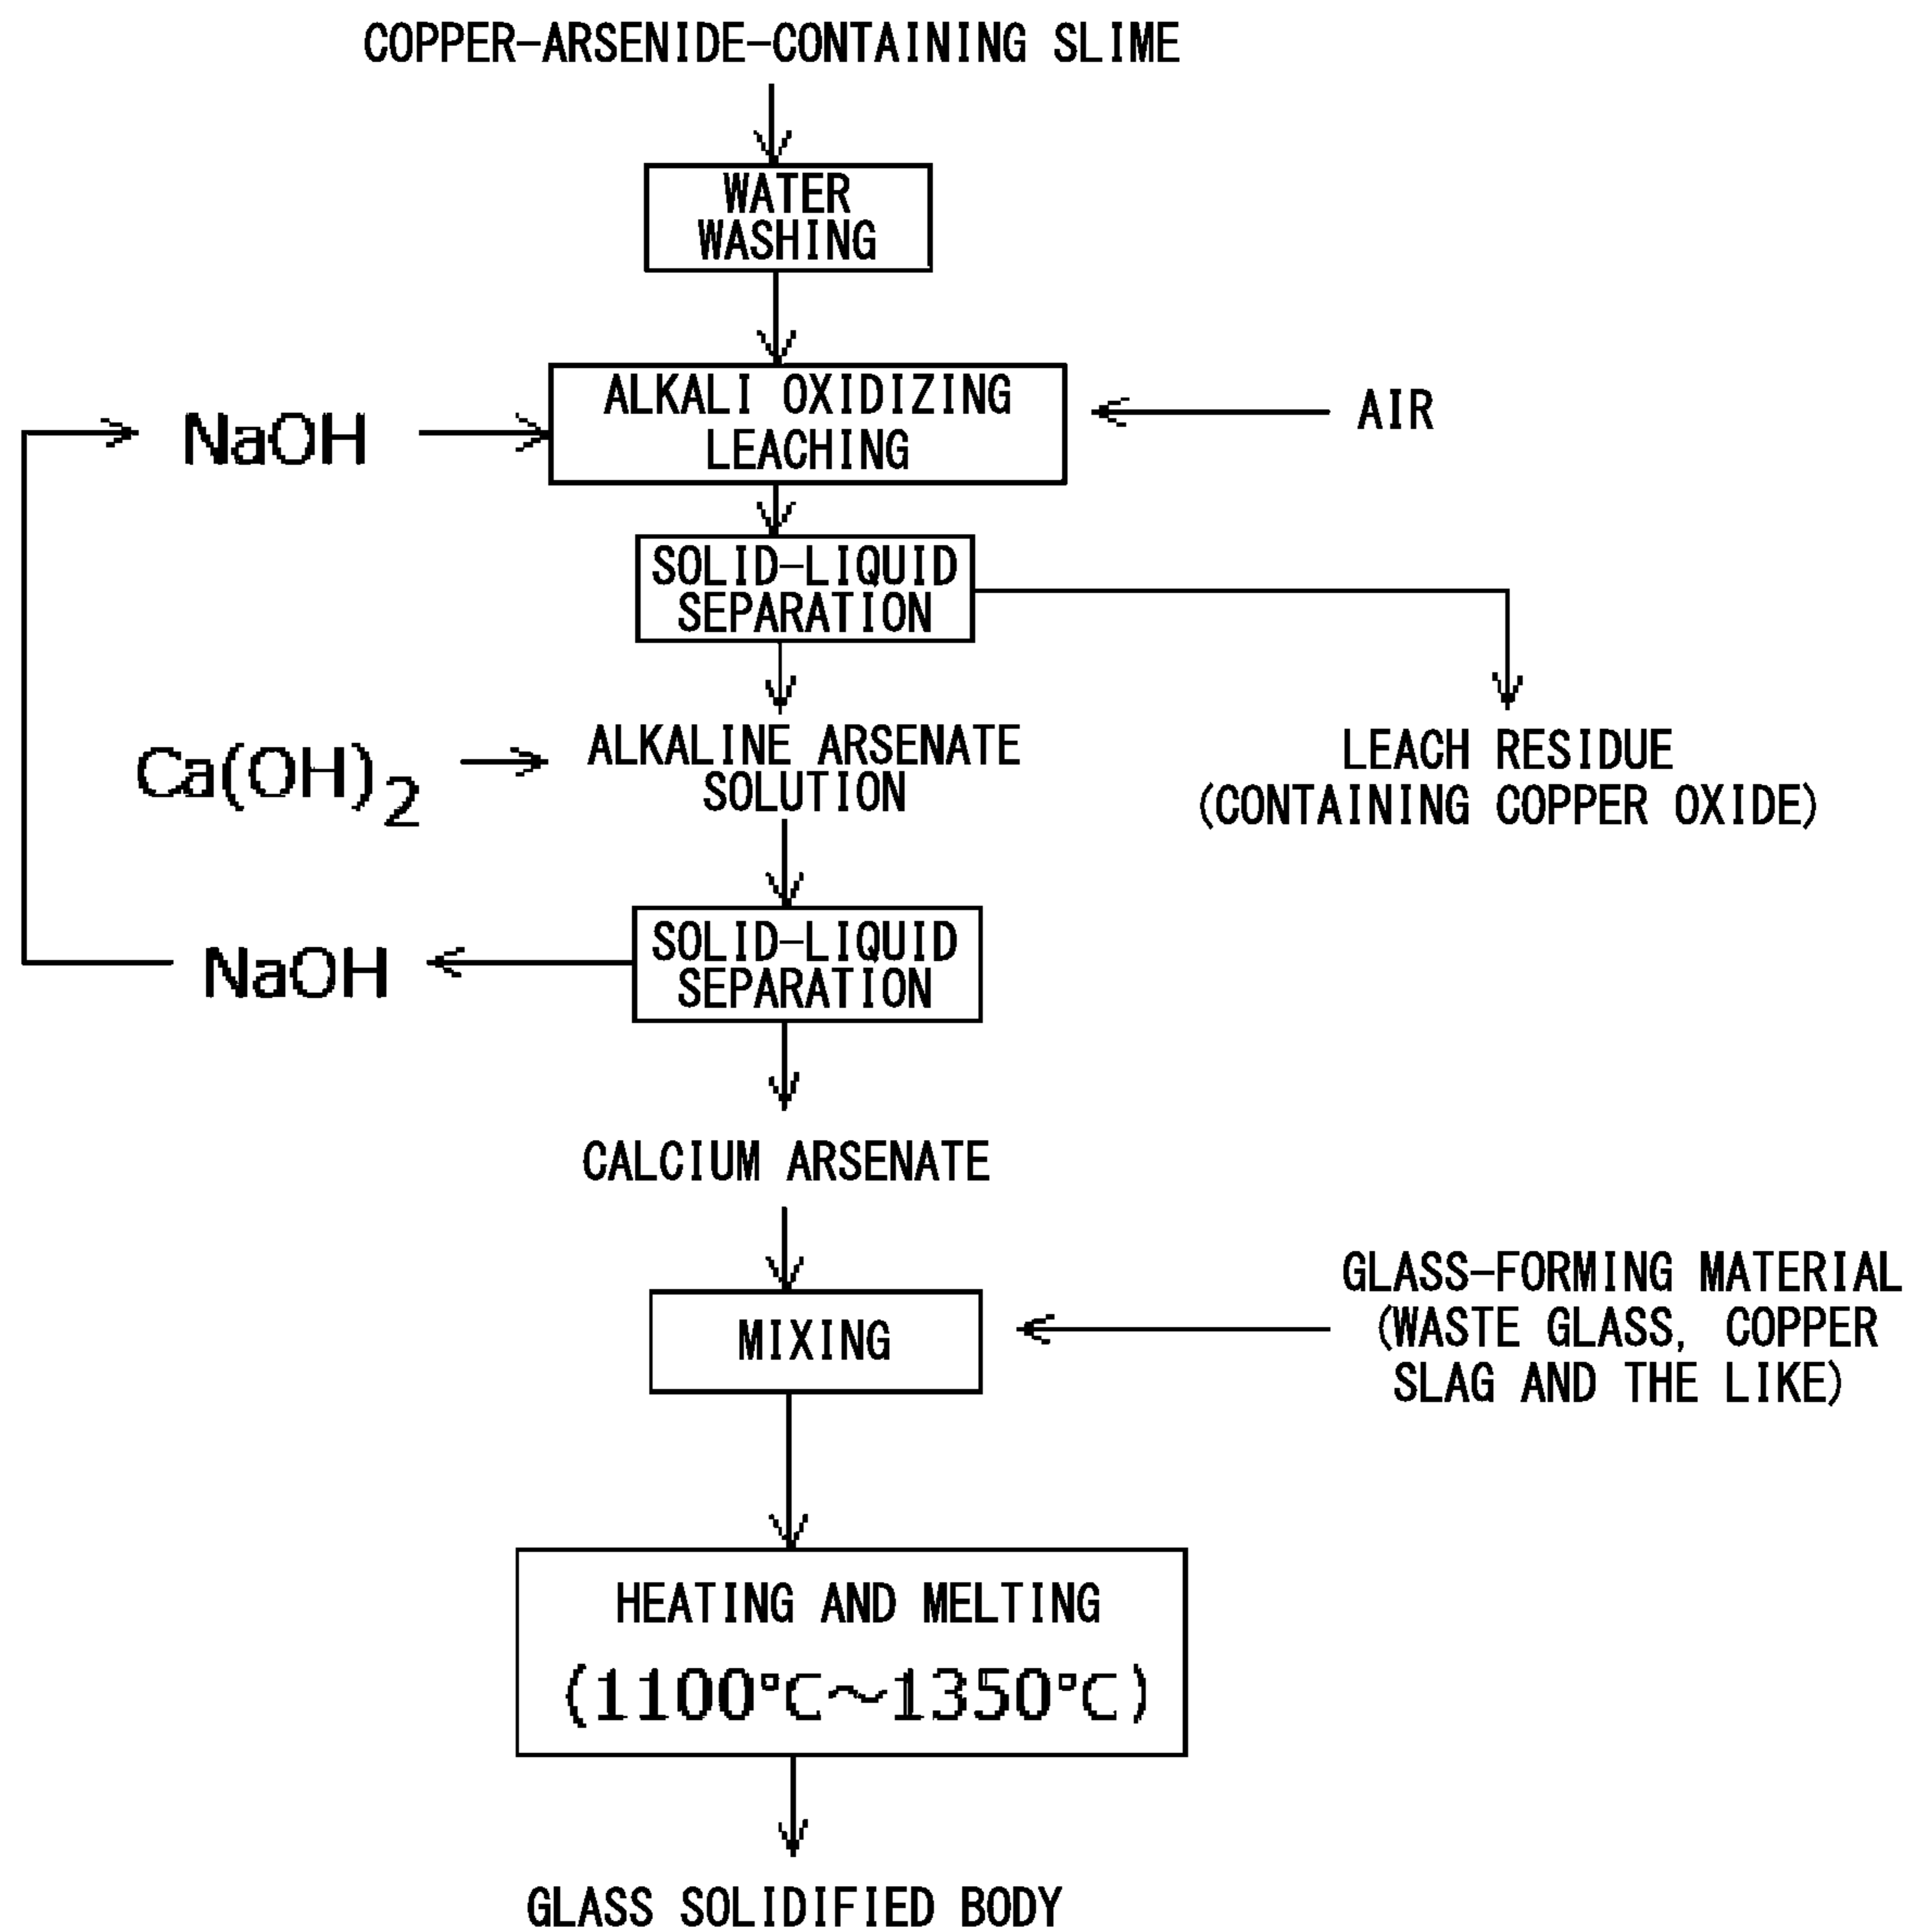 COPPER-ARSENIDE-CONTAINING SLIME
WATER
WASHING
ALKALI OXIDIZING
LEACHING
NaOH
AIR
SOLID-LIQUID
SEPARATION
Ca(OH)2
ALKALINE ARSENATE
SOLUTION
LEACH RESIDUE
(CONTAINING COPPER OXIDE)
NaOH
SOLID-LIQUID
SEPARATION
CALCIUM ARSENATE
MIXING
GLASS-FORMING MATERIAL
(WASTE GLASS, COPPER
SLAG AND THE LIKE)
HEATING AND MELTING
(1100℃～1350℃)
GLASS SOLIDIFIED BODY